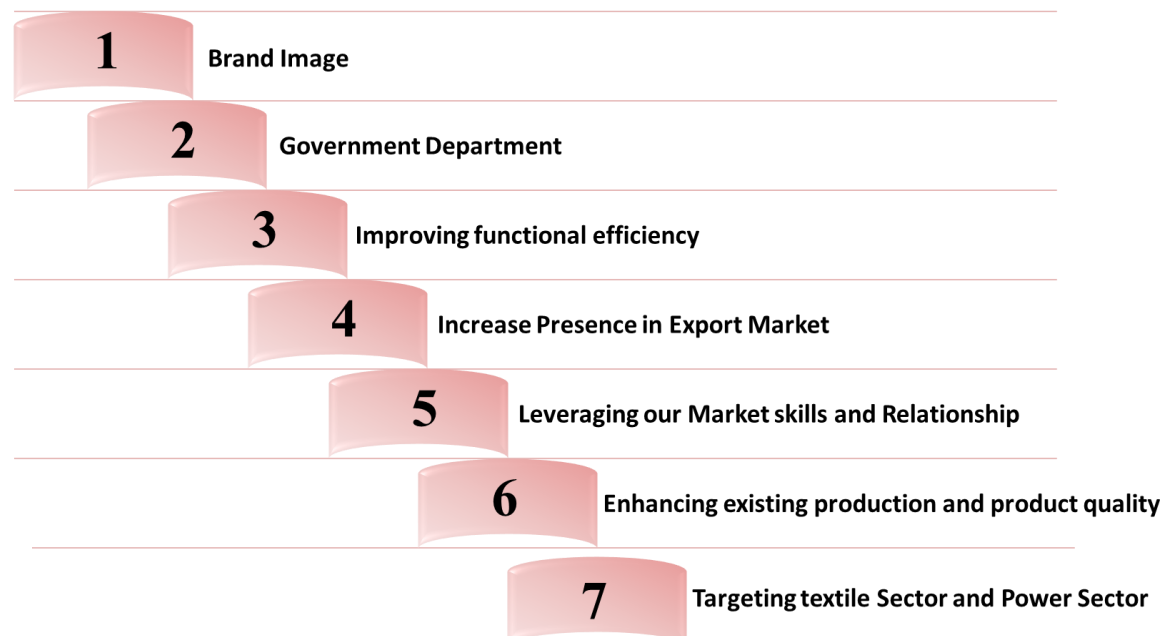 1 Brand Image
2 Government Department
3 Improving functional efficiency
4 Increase Presence in Export Market
5 Leveraging our Market skills and Relationship
6 Enhancing existing production and product quality
7 Targeting textile Sector and Power Sector